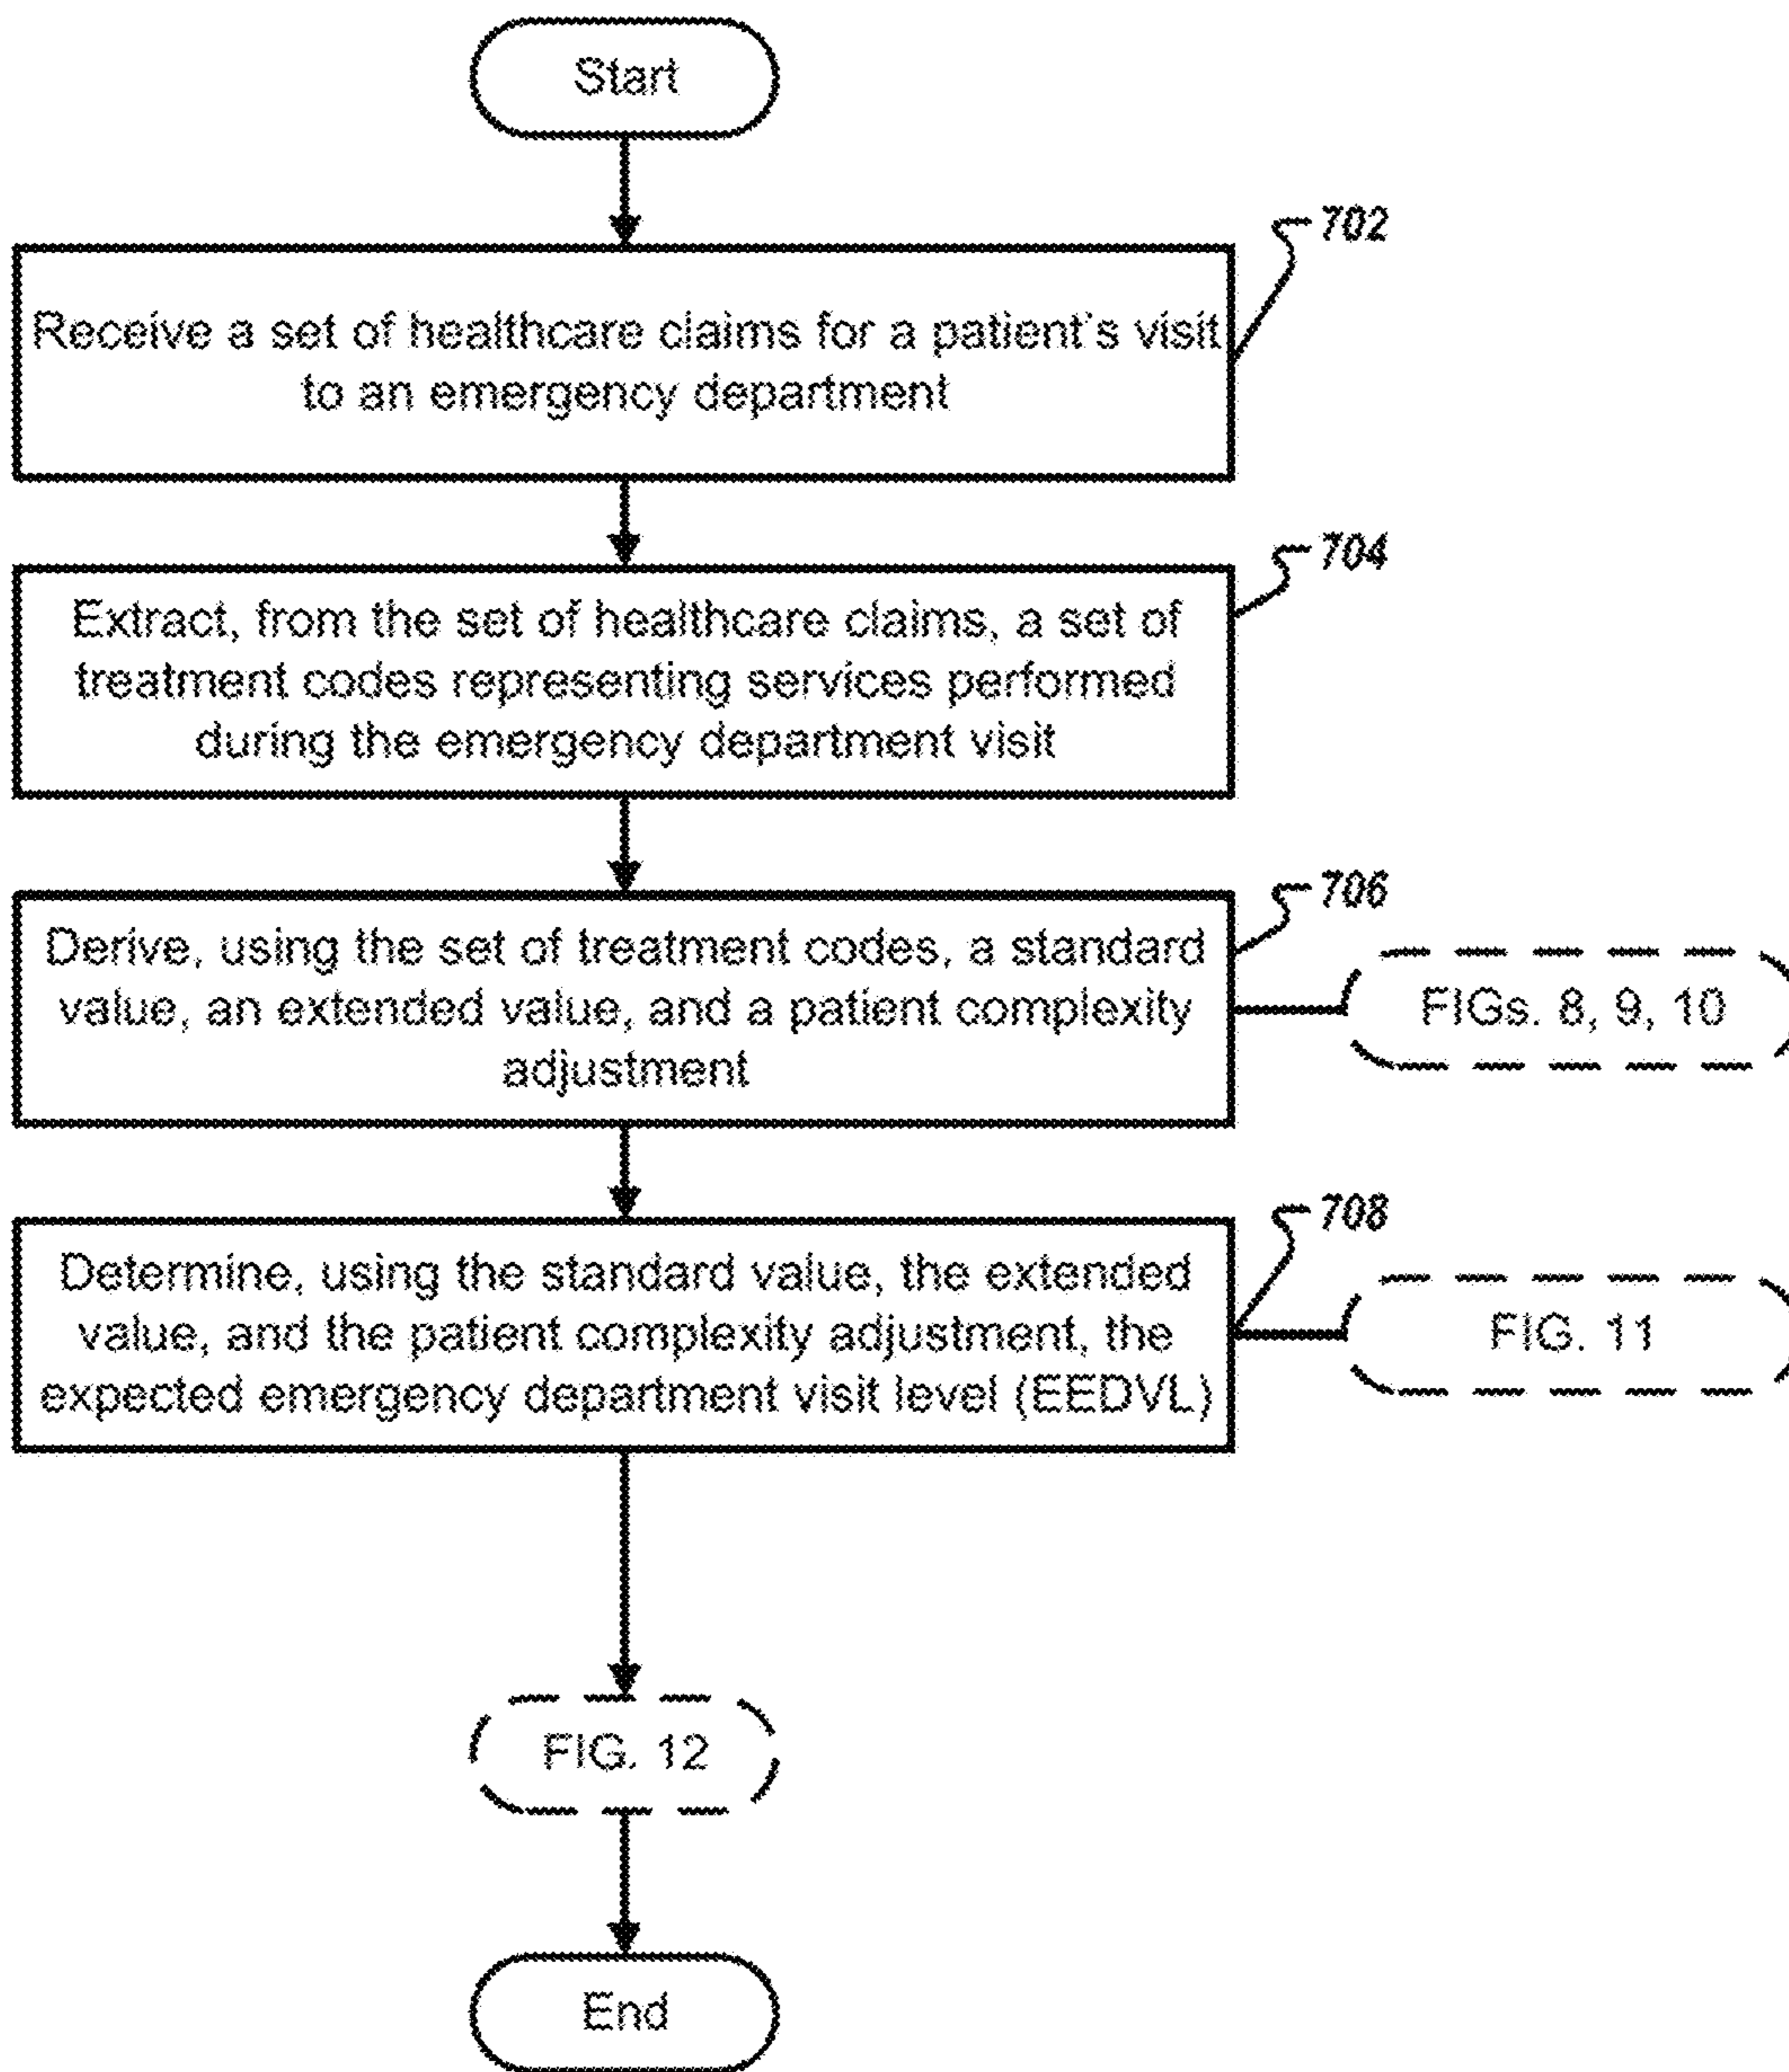 Start
702
Receive a set of healthcare claims for a patient's visit
to an emergency department
704
Extract, from the set of healthcare claims, a set of
treatment codes representing services performed
during the emergency department visit
706
Derive, using the set of treatment codes, a standard
value, an extended value, and a patient complexity
adjustment
FIGs. 8, 9, 10
708
Determine, using the standard value, the extended
value, and the patient complexity adjustment, the
expected emergency department visit level (EEDVL)
FIG. 11
FIG. 12
End